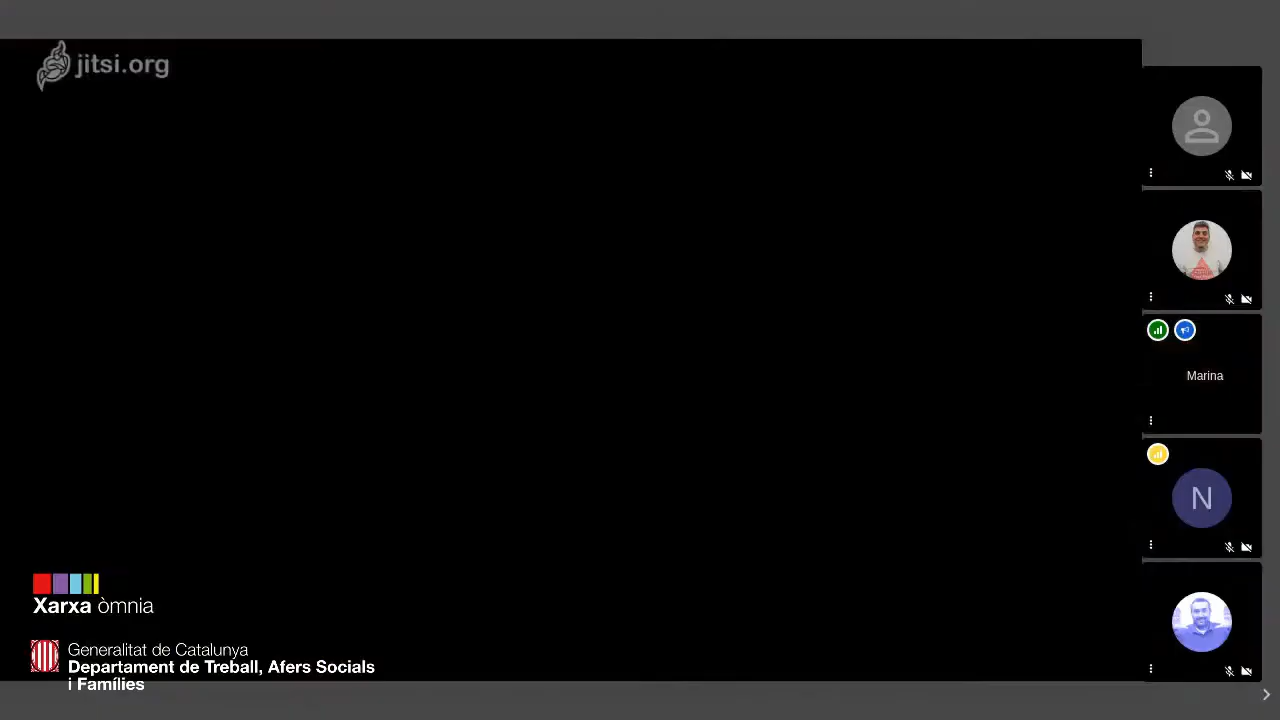 jitsi.org
Marina
N
Xarxa òmnia
Generalitat de Catalunya
Departament de Treball, Afers Socials
i Famílies